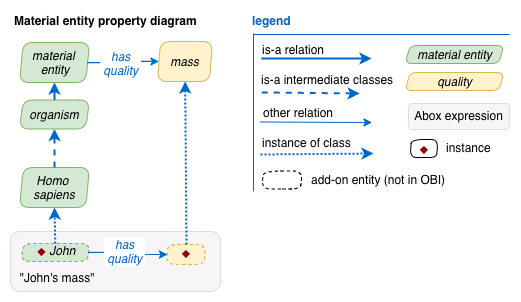 Material entity property diagram
material
entity
has
quality
mass
organism
Homo
sapiens
John
has
quality
"John's mass"
legend
is-a relation
material entity
is-a intermediate classes
quality
other relation
Abox expression
instance of class
instance
add-on entity (not in OBI)